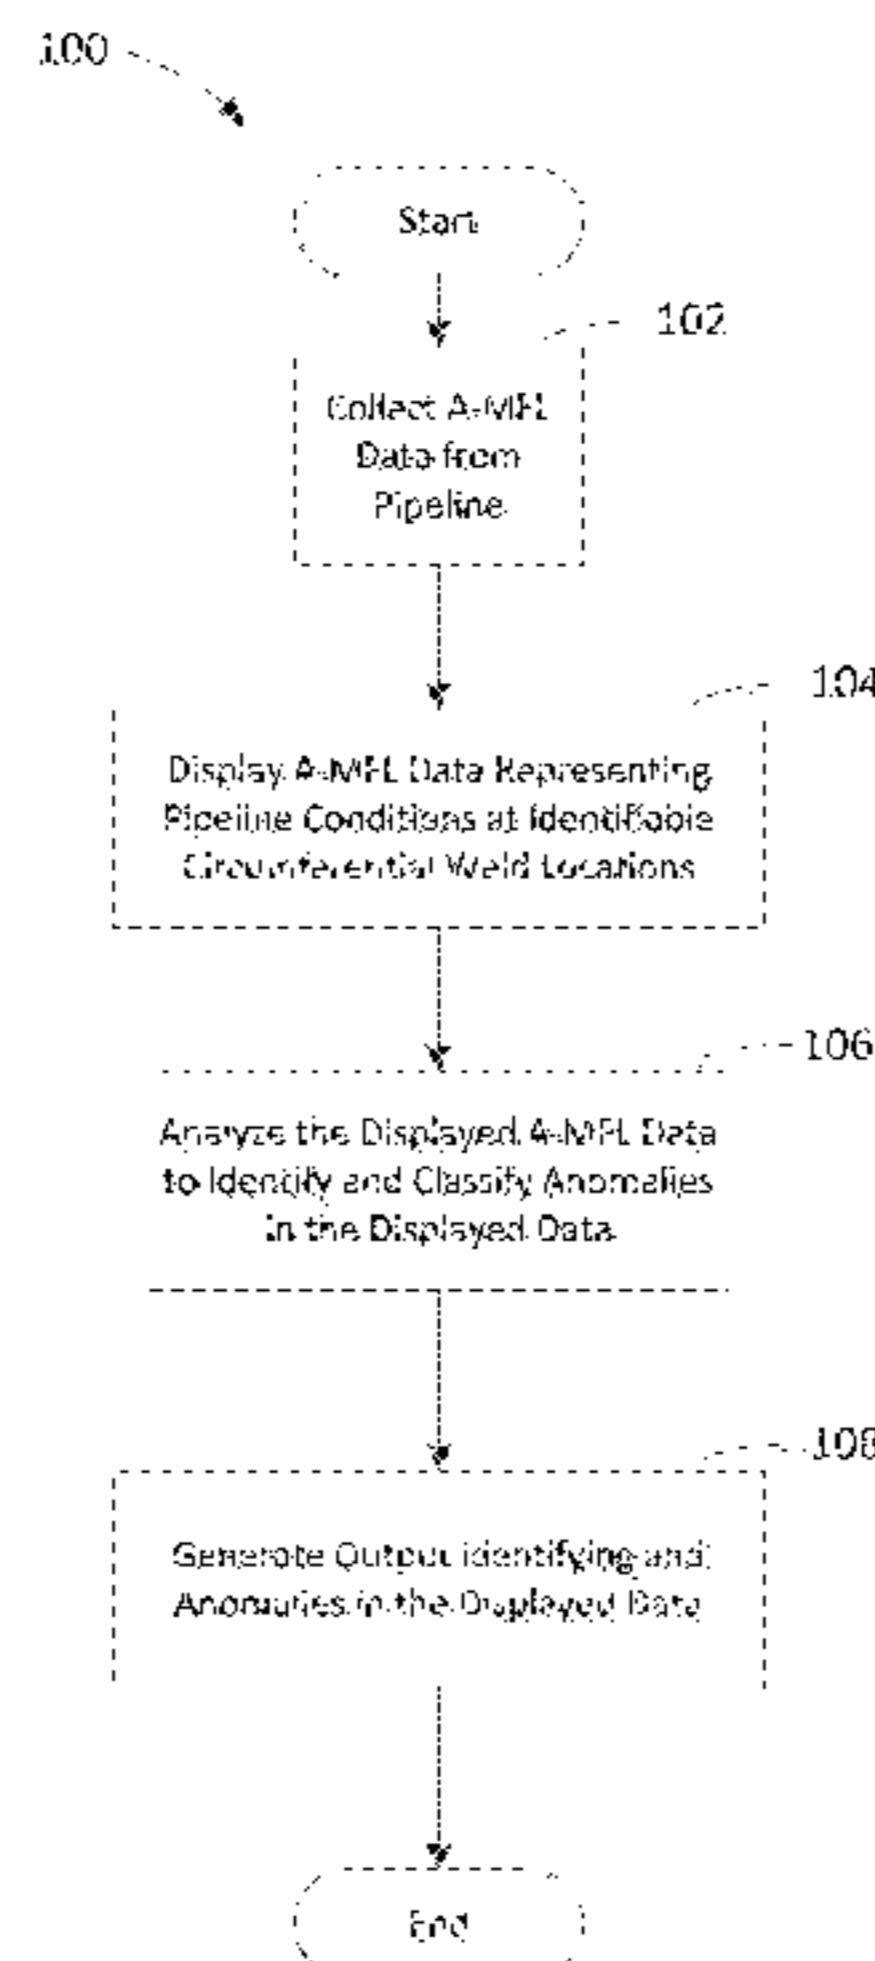 100
Start
102
Collect A-MFL
Data from
Pipeline
104
Display A-MFL Data Representing
Pipeline Conditions at Identifiable
Circumferential Weld Locations
106
Analyze the Displayed A-MFL Data
to Identify and Classify Anomalies
in the Displayed Data
108
Generate Output identifying and
Anomalies in the Displayed Data
End